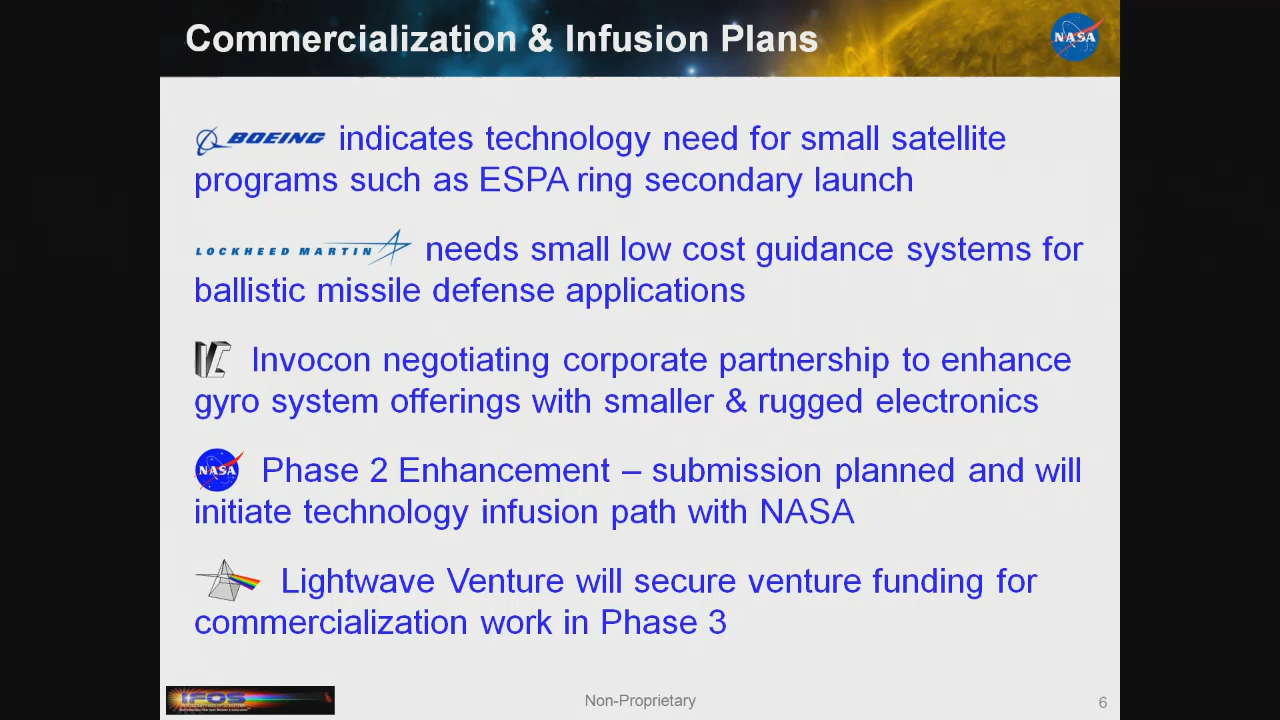 Commercialization & Infusion Plans
NASA
BOEING indicates technology need for small satellite
programs such as ESPA ring secondary launch
LOCKHEED MARTIN needs small low cost guidance systems for
ballistic missile defense applications
IC Invocon negotiating corporate partnership to enhance
gyro system offerings with smaller & rugged electronics
NASA Phase 2 Enhancement – submission planned and will
initiate technology infusion path with NASA
Lightwave Venture will secure venture funding for
commercialization work in Phase 3
IFOS
Non-Proprietary
6